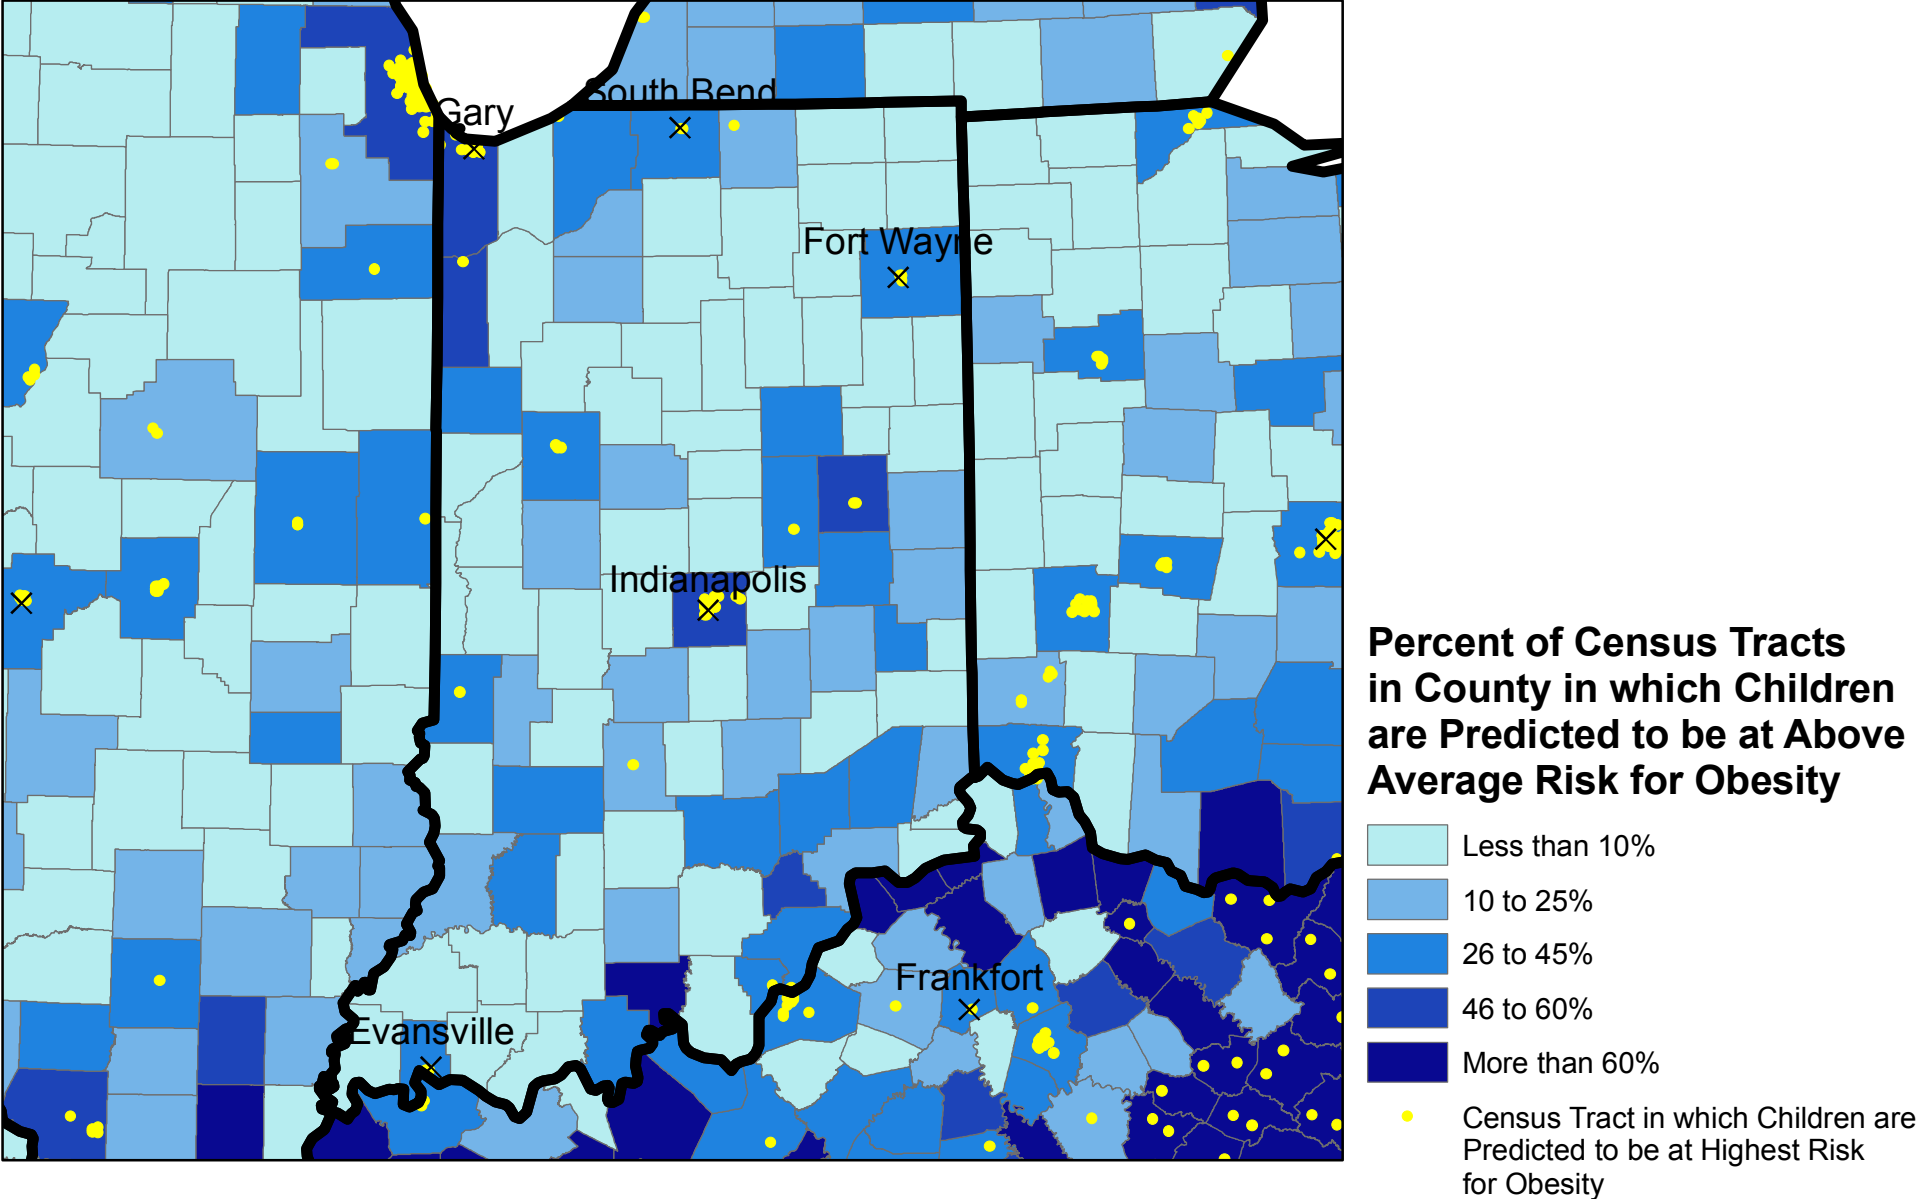 South Bend
Gary
Fort Wayne
Indianapolis
Frankfort
Evansville
Percent of Census Tracts
in County in which Children
are Predicted to be at Above
Average Risk for Obesity
Less than 10%
10 to 25%
26 to 45%
46 to 60%
More than 60%
Census Tract in which Children are
Predicted to be at Highest Risk
for Obesity